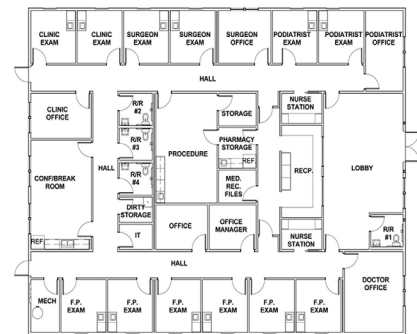 CLINIC
EXAM
CLINIC
EXAM
SURGEON
EXAM
SURGEON
EXAM
SURGEON
OFFICE
PODIATRIST
EXAM
PODIATRIST
EXAM
PODIATRIST
OFFICE
HALL
CLINIC
OFFICE
R/R
#2
STORAGE
NURSE
STATION
R/R
#3
PHARMACY
STORAGE
REF.
PROCEDURE
CONF/BREAK
ROOM
HALL
R/R
#4
MED.
REC.
FILES
RECP.
LOBBY
DIRTY
STORAGE
OFFICE
OFFICE
MANAGER
IT
NURSE
STATION
R/R
#1
REF
HALL
DOCTOR
OFFICE
MECH
F.P.
EXAM
F.P.
EXAM
F.P.
EXAM
F.P.
EXAM
F.P.
EXAM
F.P.
EXAM